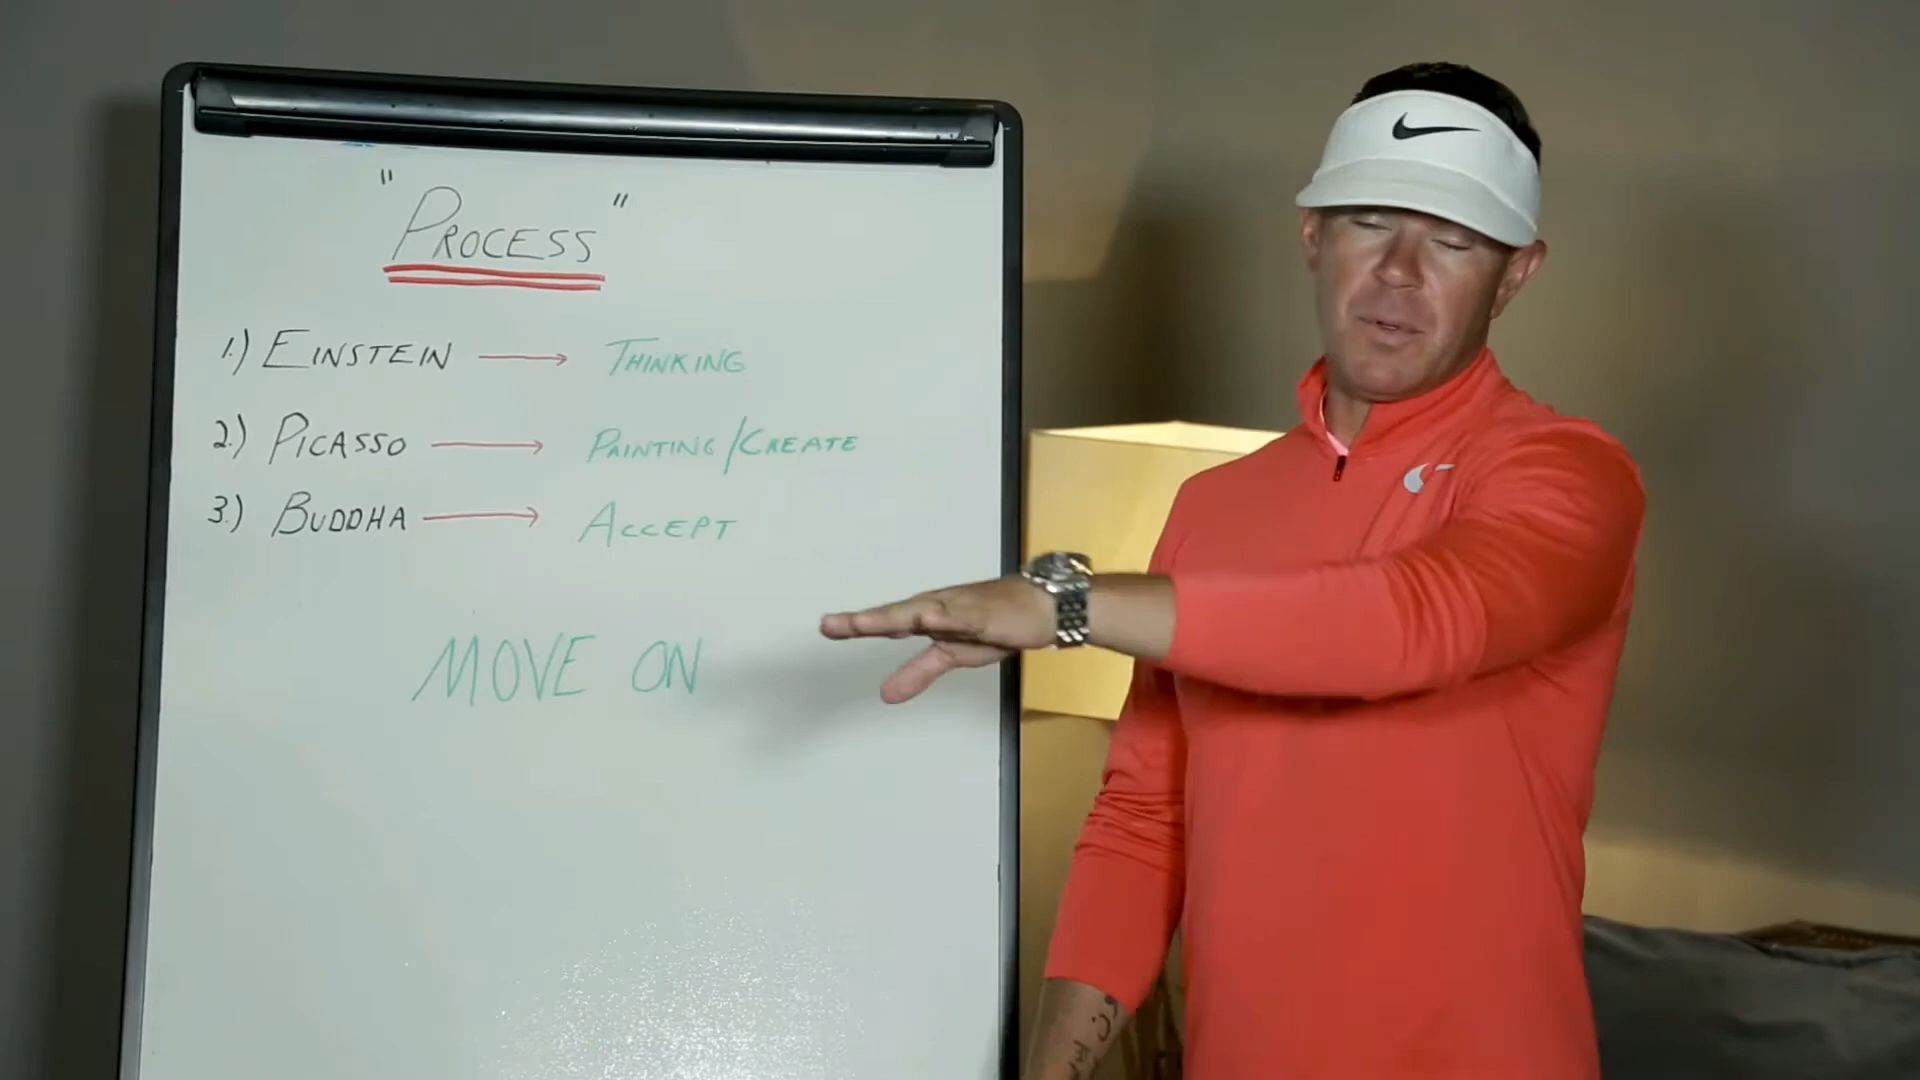 "PROCESS"
1.) EINSTEIN → THINKING
2.) PICASSO → PAINTING/CREATE
3.) BUDDHA → ACCEPT
MOVE ON